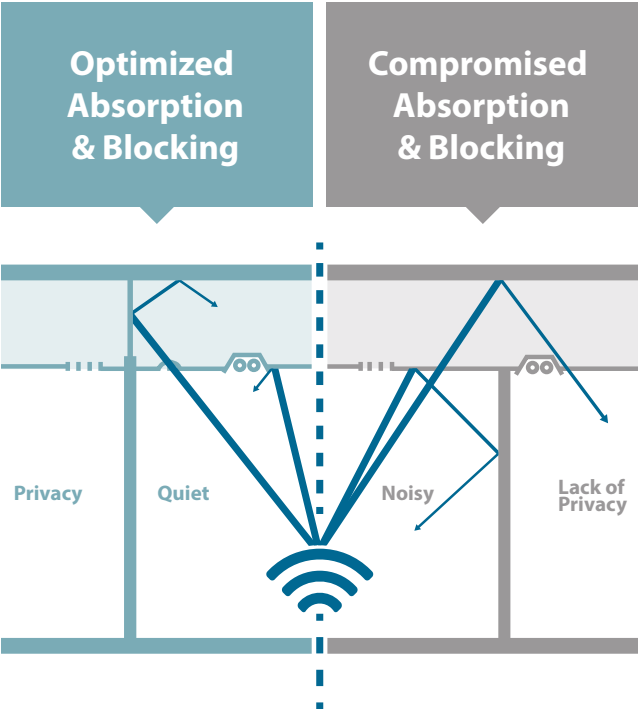 Optimized
Absorption
& Blocking
Compromised
Absorption
& Blocking
Privacy
Quiet
Noisy
Lack of
Privacy